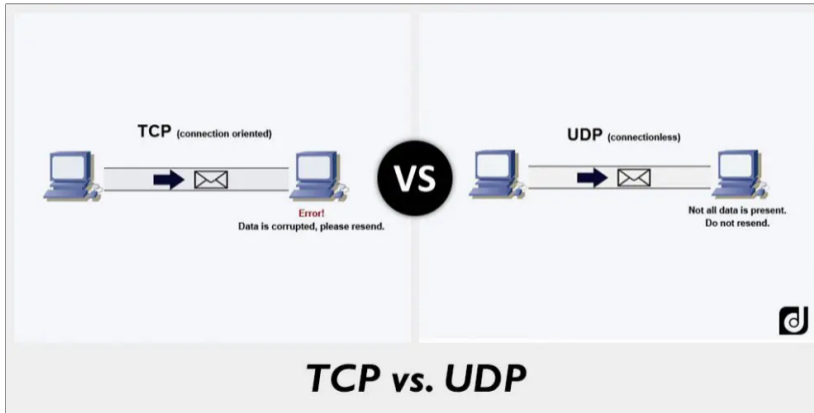 TCP (connection oriented)
Error!
Data is corrupted, please resend.
VS
UDP (connectionless)
Not all data is present.
Do not resend.
d
TCP vs. UDP